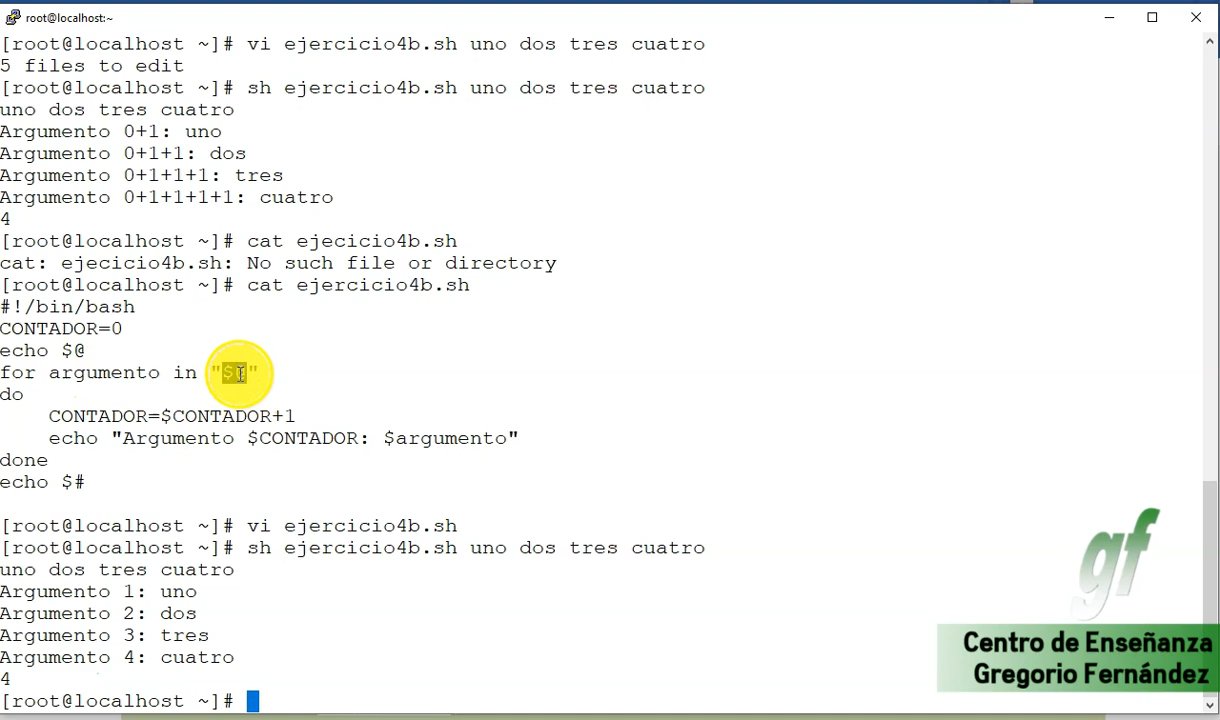 root@localhost:~
[root@localhost ~]# vi ejercicio4b.sh uno dos tres cuatro
5 files to edit
[root@localhost ~]# sh ejercicio4b.sh uno dos tres cuatro
uno dos tres cuatro
Argumento 0+1: uno
Argumento 0+1+1: dos
Argumento 0+1+1+1: tres
Argumento 0+1+1+1+1: cuatro
4
[root@localhost ~]# cat ejecicio4b.sh
cat: ejecicio4b.sh: No such file or directory
[root@localhost ~]# cat ejercicio4b.sh
#!/bin/bash
CONTADOR=0
echo $@
for argumento in "$@"
do
CONTADOR=$CONTADOR+1
echo "Argumento $CONTADOR: $argumento"
done
echo $#
[root@localhost ~]# vi ejercicio4b.sh
[root@localhost ~]# sh ejercicio4b.sh uno dos tres cuatro
uno dos tres cuatro
Argumento 1: uno
Argumento 2: dos
Argumento 3: tres
Argumento 4: cuatro
4
[root@localhost ~]#
gf
Centro de Enseñanza
Gregorio Fernández